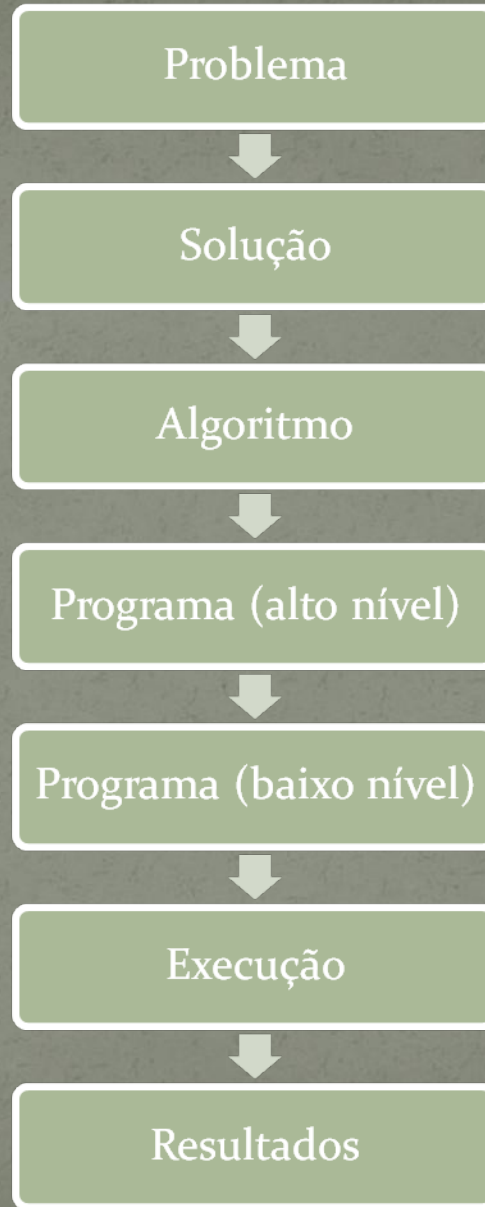 Problema
Solução
Algoritmo
Programa (alto nível)
Programa (baixo nível)
Execução
Resultados